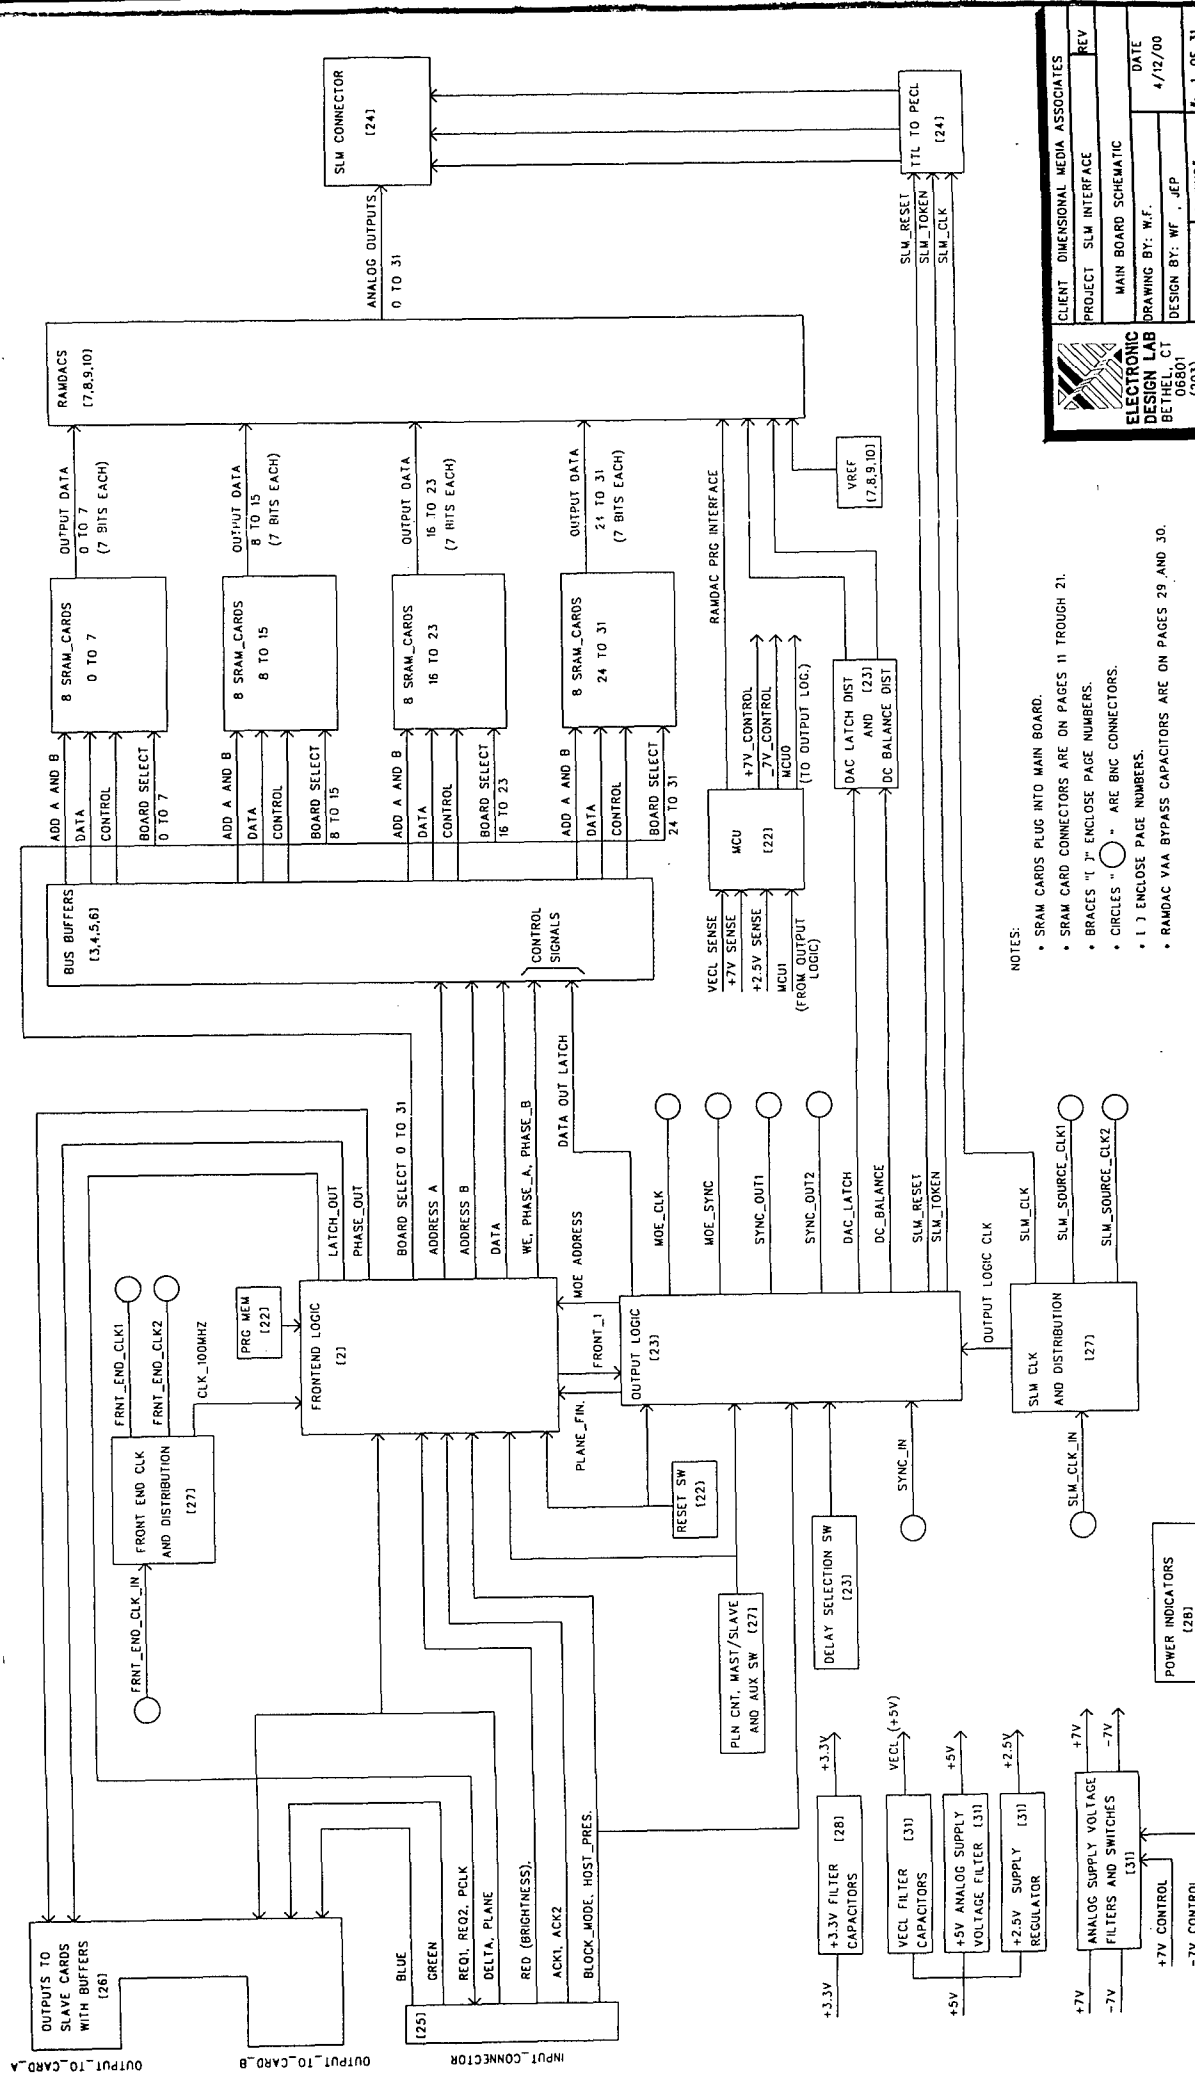 OUTPUTS TO
SLAVE CARDS
WITH BUFFERS
[26]
OUTPUT_TO_CARD_A
OUTPUT_TO_CARD_B
INPUT_CONNECTOR
[25]
BLUE
GREEN
REQ1, REQ2, PCLK
DELTA, PLANE
RED (BRIGHTNESS),
ACK1, ACK2
BLOCK_MODE, HOST_PRES.
FRNT_END_CLK_IN
FRONT END CLK
AND DISTRIBUTION
[27]
FRNT_END_CLK1
FRNT_END_CLK2
CLK_100MHZ
PRG MEM
[22]
FRONTEND LOGIC
[2]
LATCH_OUT
PHASE_OUT
BOARD SELECT 0 TO 31
ADDRESS A
ADDRESS B
DATA
WE, PHASE_A, PHASE_B
MOE ADDRESS
DATA OUT LATCH
PLANE_FIN.
FRONT_1
RESET SW
[22]
PLN CNT, MAST/SLAVE
AND AUX SW [27]
DELAY SELECTION SW
[23]
SYNC_IN
OUTPUT LOGIC
[23]
MOE_CLK
MOE_SYNC
SYNC_OUT1
SYNC_OUT2
DAC_LATCH
DC_BALANCE
SLM_RESET
SLM_TOKEN
OUTPUT LOGIC CLK
SLM_CLK_IN
SLM CLK
AND DISTRIBUTION
[27]
SLM_CLK
SLM_SOURCE_CLK1
SLM_SOURCE_CLK2
BUS BUFFERS
[3,4,5,6]
CONTROL
SIGNALS
ADD A AND B
DATA
CONTROL
BOARD SELECT
0 TO 7
ADD A AND B
DATA
CONTROL
BOARD SELECT
8 TO 15
ADD A AND B
DATA
CONTROL
BOARD SELECT
16 TO 23
ADD A AND B
DATA
CONTROL
BOARD SELECT
24 TO 31
8 SRAM_CARDS
0 TO 7
8 SRAM_CARDS
8 TO 15
8 SRAM_CARDS
16 TO 23
8 SRAM_CARDS
24 TO 31
OUTPUT DATA
0 TO 7
(7 BITS EACH)
OUTPUT DATA
8 TO 15
(7 BITS EACH)
OUTPUT DATA
16 TO 23
(7 BITS EACH)
OUTPUT DATA
24 TO 31
(7 BITS EACH)
RAMDACS
[7,8,9,10]
ANALOG OUTPUTS
0 TO 31
SLM CONNECTOR
[24]
VECL SENSE
+7V SENSE
+2.5V SENSE
MCU1
(FROM OUTPUT
LOGIC)
MCU
[22]
+7V_CONTROL
_7V_CONTROL
MCU0
(TO OUTPUT LOG.)
RAMDAC PRG INTERFACE
DAC LATCH DIST
AND [23]
DC BALANCE DIST
VREF
[7,8,9,10]
SLM_RESET
SLM_TOKEN
SLM_CLK
TTL TO PECL
[24]
+3.3V
+3.3V FILTER
CAPACITORS [28]
+3.3V
+5V
VECL FILTER
CAPACITORS [31]
VECL (+5V)
+5V ANALOG SUPPLY
VOLTAGE FILTER [31]
+5V
+2.5V SUPPLY
REGULATOR [31]
+2.5V
+7V
-7V
ANALOG SUPPLY VOLTAGE
FILTERS AND SWITCHES
[31]
+7V
-7V
+7V CONTROL
-7V CONTROL
POWER INDICATORS
[28]
NOTES:
• SRAM CARDS PLUG INTO MAIN BOARD.
• SRAM CARD CONNECTORS ARE ON PAGES 11 TROUGH 21.
• BRACES "[ ]" ENCLOSE PAGE NUMBERS.
• CIRCLES " " ARE BNC CONNECTORS.
• [ ] ENCLOSE PAGE NUMBERS.
• RAMDAC VAA BYPASS CAPACITORS ARE ON PAGES 29 AND 30.
ELECTRONIC
DESIGN LAB
BETHEL, CT
06801
(203)
CLIENT DIMENSIONAL MEDIA ASSOCIATES
PROJECT SLM INTERFACE
REV
MAIN BOARD SCHEMATIC
DRAWING BY: W.F.
DATE
4/12/00
DESIGN BY: WF , JEP
1 OF 31